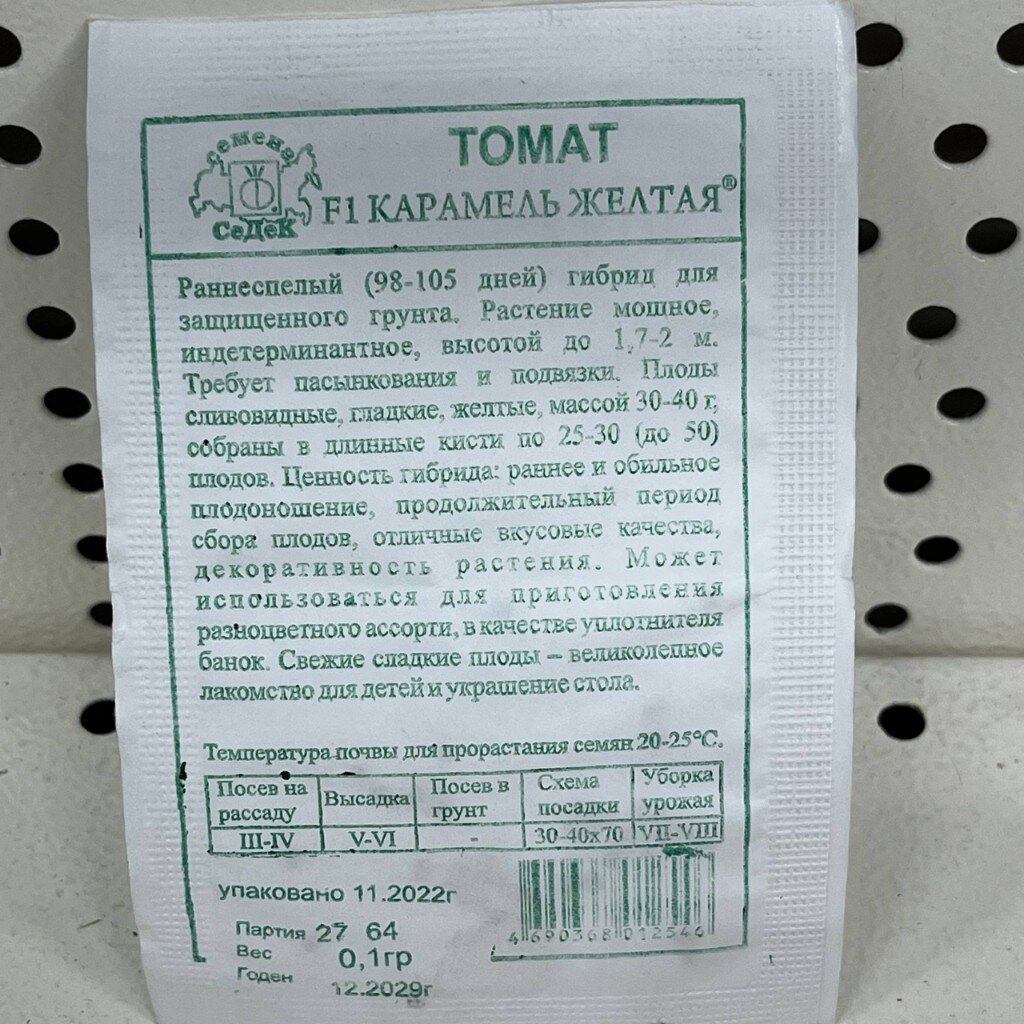 семена
СеДеК
ТОМАТ
F1 КАРАМЕЛЬ ЖЕЛТАЯ®
Раннеспелый (98-105 дней) гибрид для
защищенного грунта. Растение мощное,
индетерминантное, высотой до 1,7-2 м.
Требует пасынкования и подвязки. Плоды
сливовидные, гладкие, желтые, массой 30-40 г,
собраны в длинные кисти по 25-30 (до 50)
плодов. Ценность гибрида: раннее и обильное
плодоношение, продолжительный период
сбора плодов, отличные вкусовые качества,
декоративность растения. Может
использоваться для приготовления
разноцветного ассорти, в качестве уплотнителя
банок. Свежие сладкие плоды – великолепное
лакомство для детей и украшение стола.
Температура почвы для прорастания семян 20-25°С.
Посев на рассаду Высадка Посев в грунт Схема посадки Уборка урожая
III-IV V-VI - 30-40х70 VII-VIII
упаковано 11.2022г
Партия 27 64
Вес 0,1гр
Годен 12.2029г
4 690368 012546